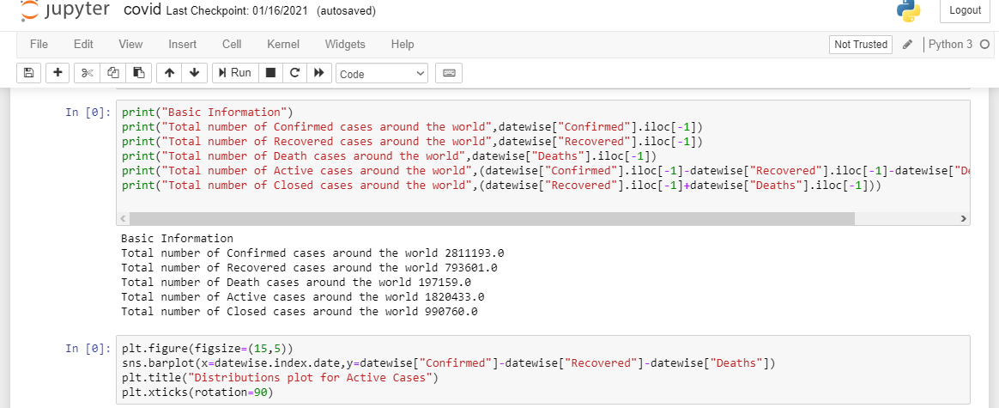 jupyter covid Last Checkpoint: 01/16/2021 (autosaved)
Logout
File Edit View Insert Cell Kernel Widgets Help
Not Trusted Python 3
Run Code
In [0]: print("Basic Information")
print("Total number of Confirmed cases around the world",datewise["Confirmed"].iloc[-1])
print("Total number of Recovered cases around the world",datewise["Recovered"].iloc[-1])
print("Total number of Death cases around the world",datewise["Deaths"].iloc[-1])
print("Total number of Active cases around the world",(datewise["Confirmed"].iloc[-1]-datewise["Recovered"].iloc[-1]-datewise["De
print("Total number of Closed cases around the world",(datewise["Recovered"].iloc[-1]+datewise["Deaths"].iloc[-1]))
Basic Information
Total number of Confirmed cases around the world 2811193.0
Total number of Recovered cases around the world 793601.0
Total number of Death cases around the world 197159.0
Total number of Active cases around the world 1820433.0
Total number of Closed cases around the world 990760.0
In [0]: plt.figure(figsize=(15,5))
sns.barplot(x=datewise.index.date,y=datewise["Confirmed"]-datewise["Recovered"]-datewise["Deaths"])
plt.title("Distributions plot for Active Cases")
plt.xticks(rotation=90)